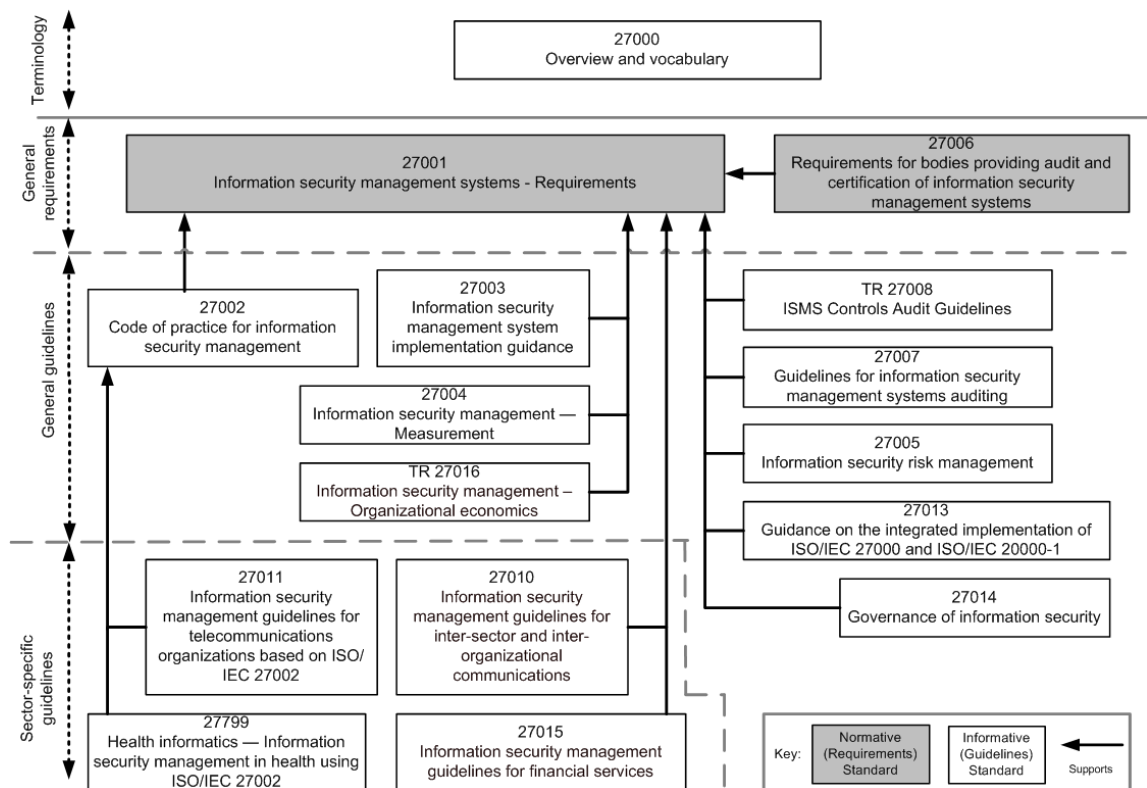 Terminology
27000
Overview and vocabulary
General
requirements
27001
Information security management systems - Requirements
27006
Requirements for bodies providing audit and
certification of information security
management systems
General guidelines
27002
Code of practice for information
security management
27003
Information security
management system
implementation guidance
27004
Information security management —
Measurement
TR 27016
Information security management –
Organizational economics
TR 27008
ISMS Controls Audit Guidelines
27007
Guidelines for information security
management systems auditing
27005
Information security risk management
27013
Guidance on the integrated implementation of
ISO/IEC 27000 and ISO/IEC 20000-1
27014
Governance of information security
Sector-specific
guidelines
27011
Information security
management guidelines for
telecommunications
organizations based on ISO/
IEC 27002
27010
Information security
management guidelines for
inter-sector and inter-
organizational
communications
27799
Health informatics — Information
security management in health using
ISO/IEC 27002
27015
Information security management
guidelines for financial services
Key:
Normative
(Requirements)
Standard
Informative
(Guidelines)
Standard
Supports